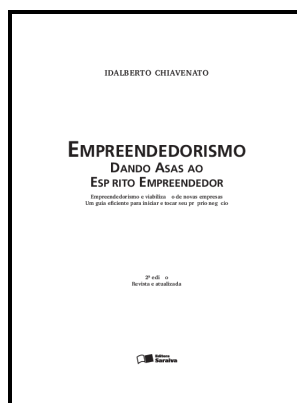 IDALBERTO CHIAVENATO
EMPREENDEDORISMO
DANDO ASAS AO
ESP RITO EMPREENDEDOR
Empreendedorismo e viabiliza o de novas empresas
Um guia eficiente para iniciar e tocar seu pr prio neg cio
2ª edi o
Revista e atualizada
Editora
Saraiva